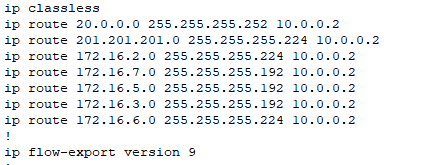 ip classless
ip route 20.0.0.0 255.255.255.252 10.0.0.2
ip route 201.201.201.0 255.255.255.224 10.0.0.2
ip route 172.16.2.0 255.255.255.224 10.0.0.2
ip route 172.16.7.0 255.255.255.192 10.0.0.2
ip route 172.16.5.0 255.255.255.192 10.0.0.2
ip route 172.16.3.0 255.255.255.192 10.0.0.2
ip route 172.16.6.0 255.255.255.224 10.0.0.2
!
ip flow-export version 9